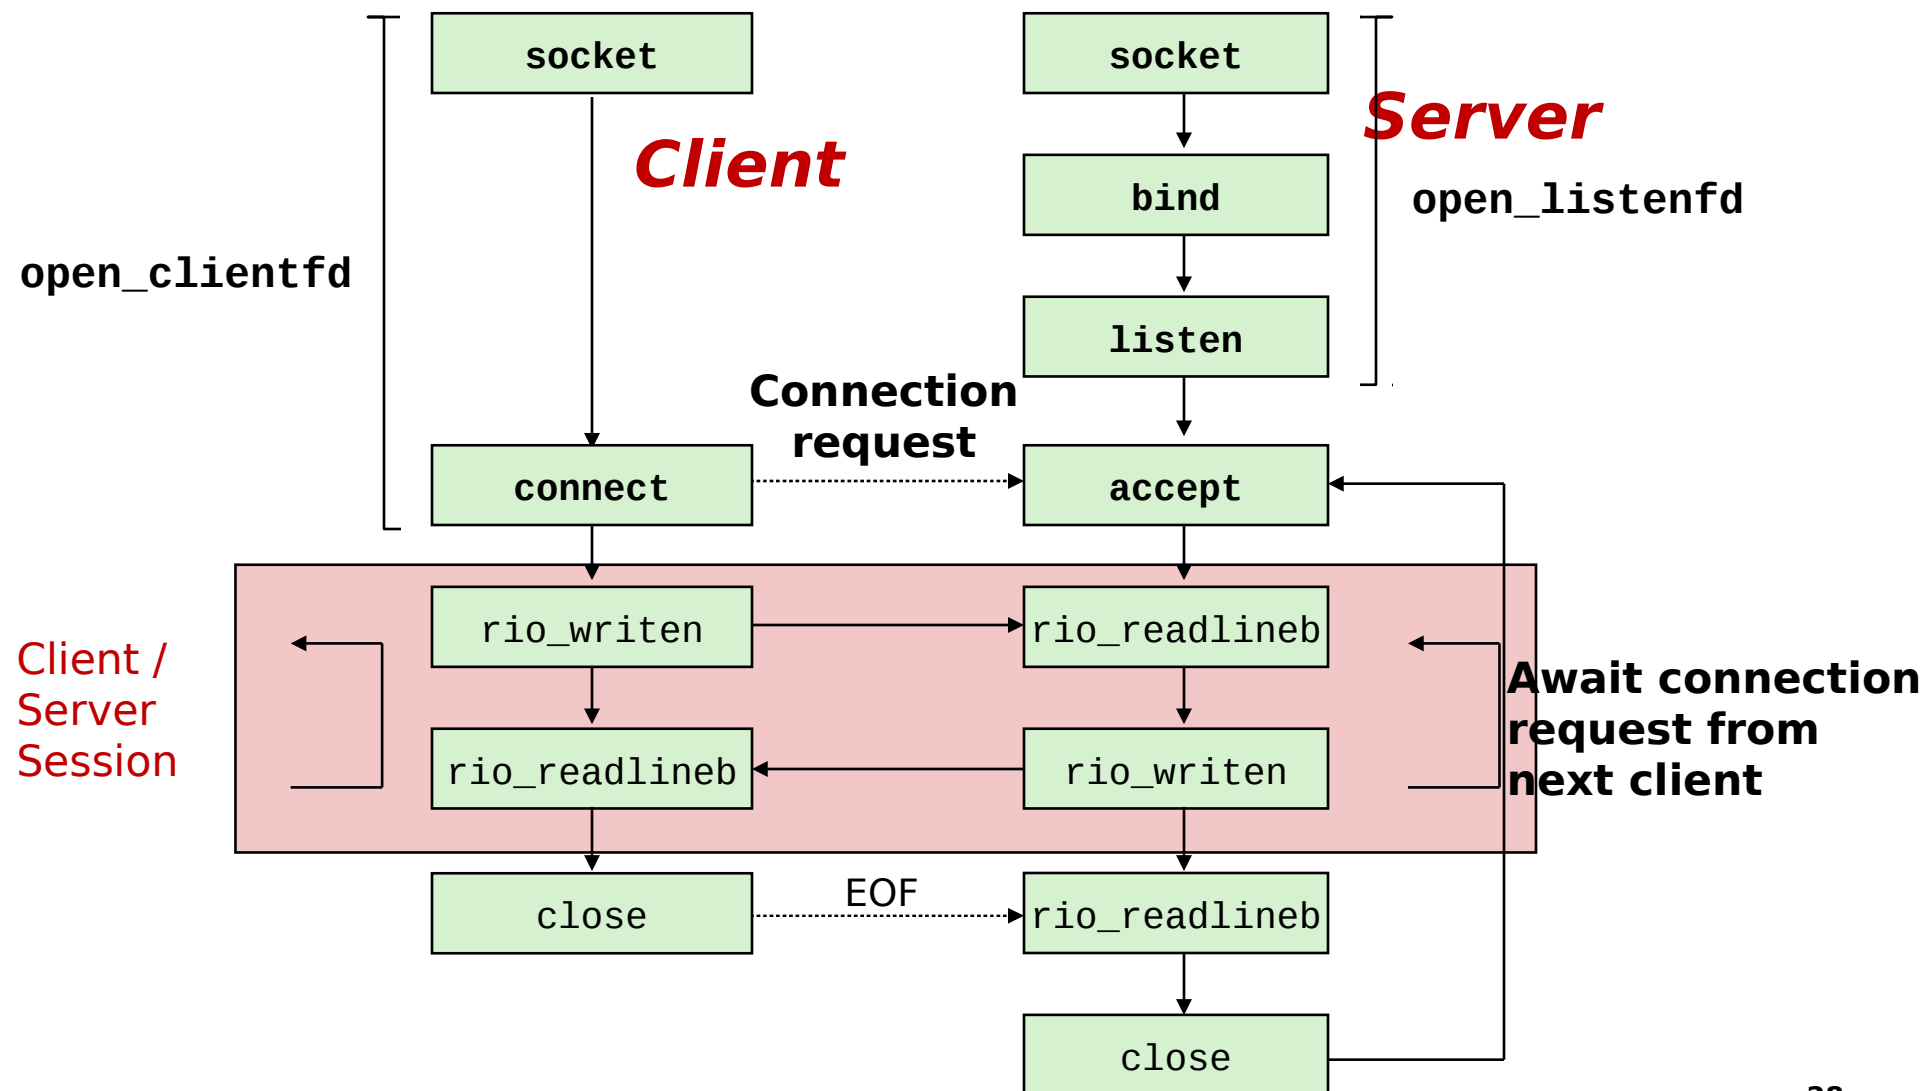 socket
socket
Server
Client
bind
open_listenfd
open_clientfd
listen
Connection
request
connect
accept
rio_writen
rio_readlineb
Client /
Server
Session
Await connection
request from
next client
rio_readlineb
rio_writen
EOF
close
rio_readlineb
close